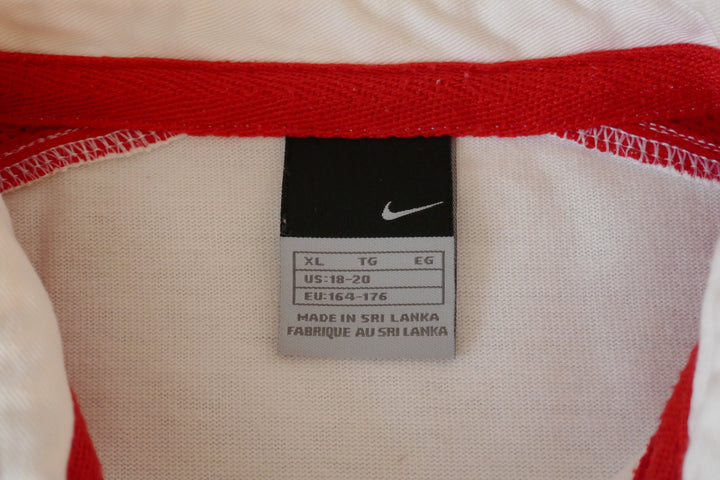 XL TG EG
US:18-20
EU:164-176
MADE IN SRI LANKA
FABRIQUE AU SRI LANKA